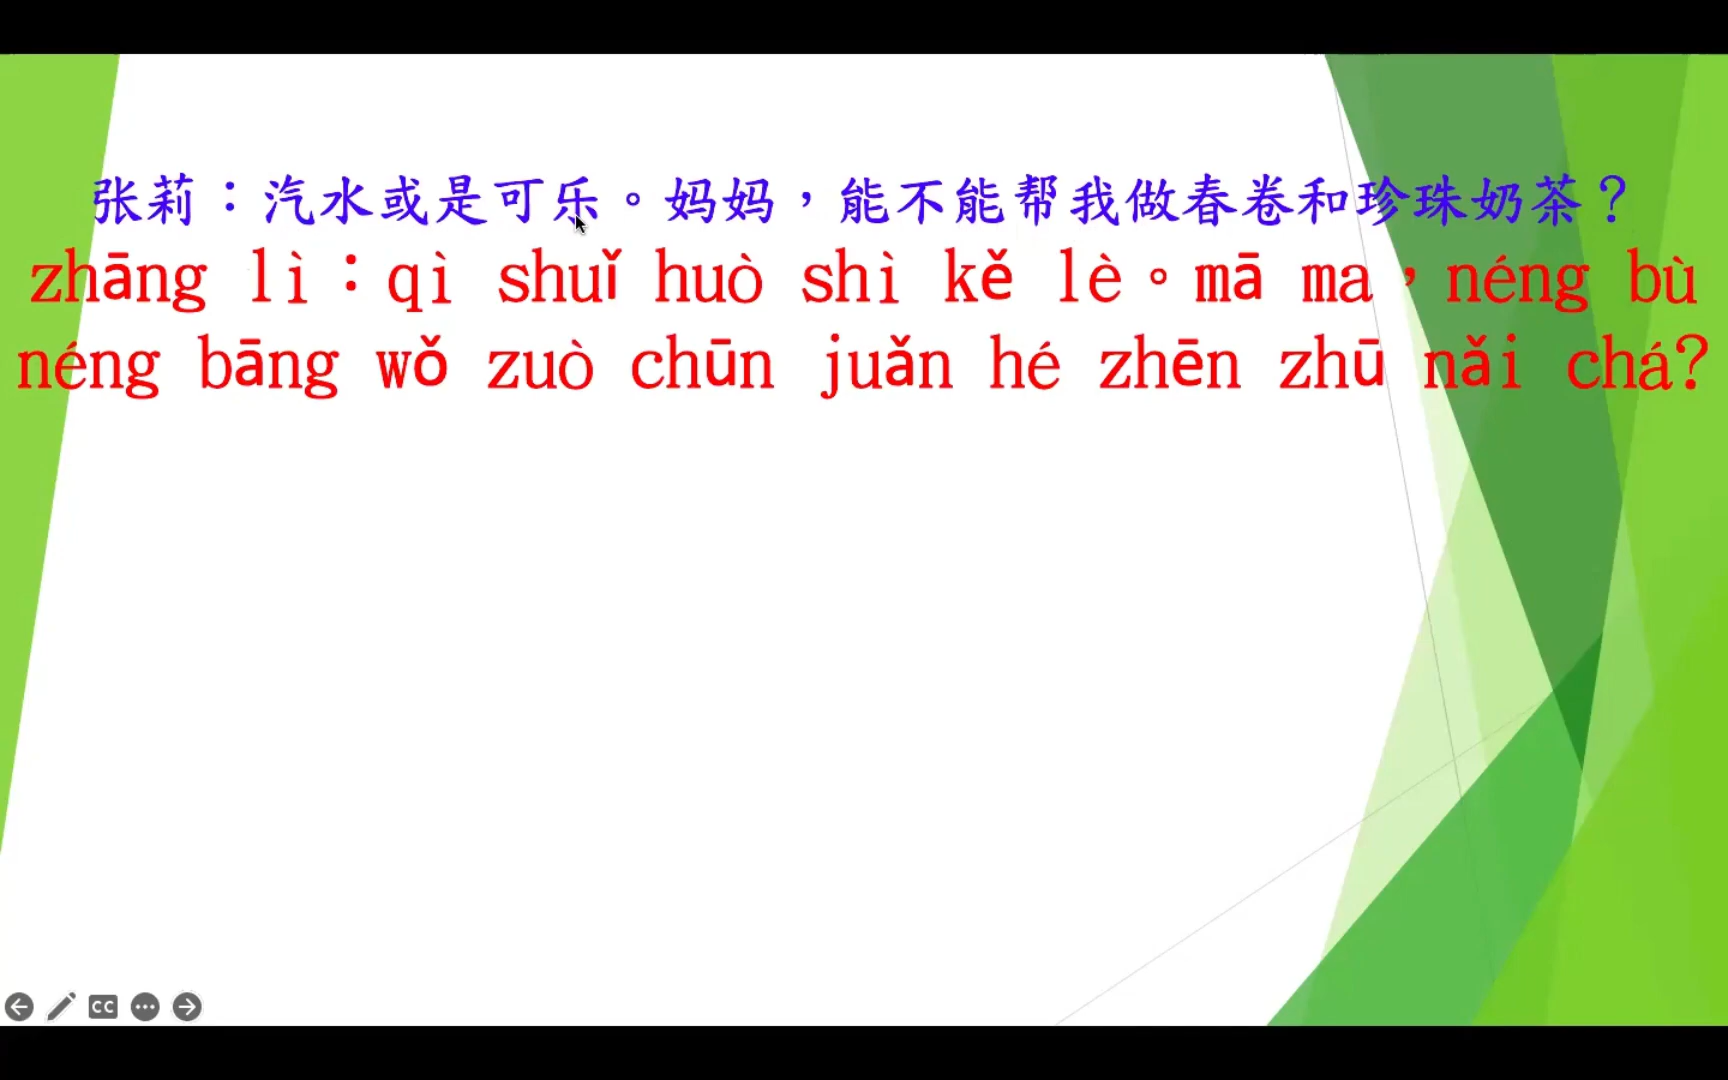 张莉：汽水或是可乐。妈妈，能不能帮我做春卷和珍珠奶茶？
zhāng lì：qì shuǐ huò shì kě lè。mā ma，néng bù
néng bāng wǒ zuò chūn juǎn hé zhēn zhū nǎi chá?
CC